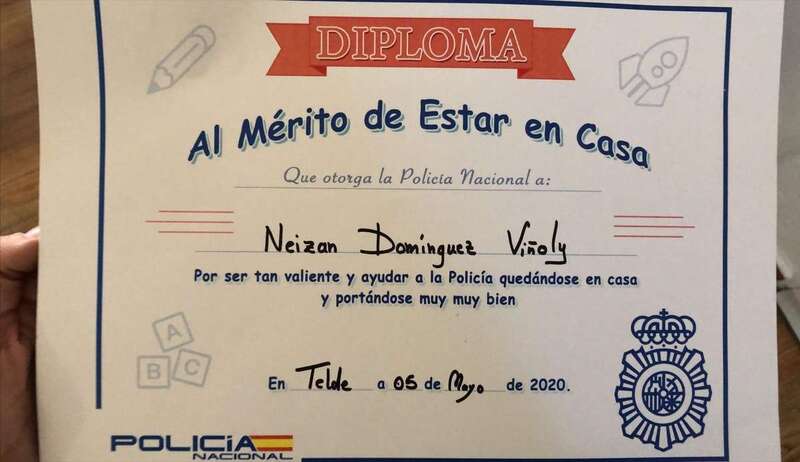 DIPLOMA
Al Mérito de Estar en Casa
Que otorga la Policía Nacional a:
Neizan Domínguez Viñoly
Por ser tan valiente y ayudar a la Policía quedándose en casa
y portándose muy muy bien
A
B C
En Telde a 05 de Mayo de 2020.
POLICÍA
NACIONAL